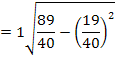 = 1√(89/40 − (19/40)²)